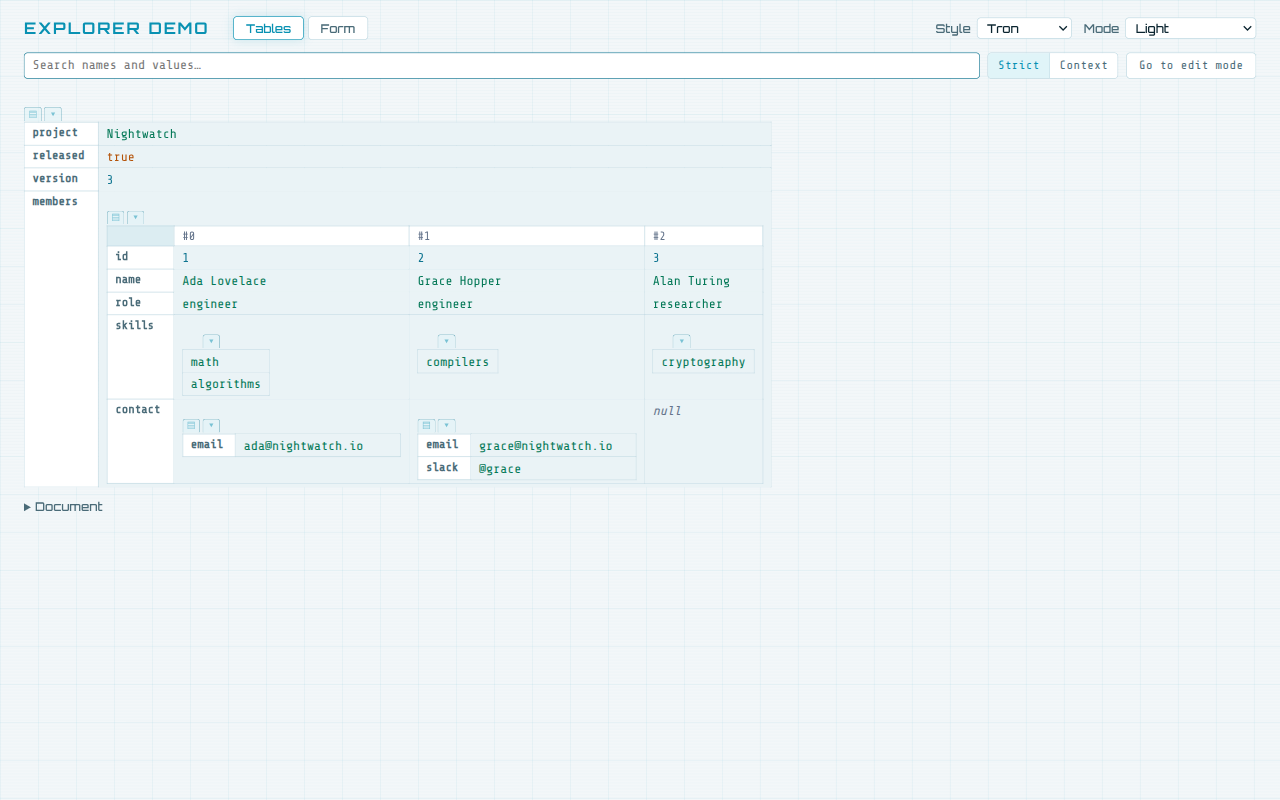 EXPLORER DEMO Tables Form Style Tron Mode Light
Search names and values… Strict Context Go to edit mode
project Nightwatch
released true
version 3
members
#0 #1 #2
id 1 2 3
name Ada Lovelace Grace Hopper Alan Turing
role engineer engineer researcher
skills
math compilers cryptography
algorithms
contact null
email ada@nightwatch.io email grace@nightwatch.io
slack @grace
Document